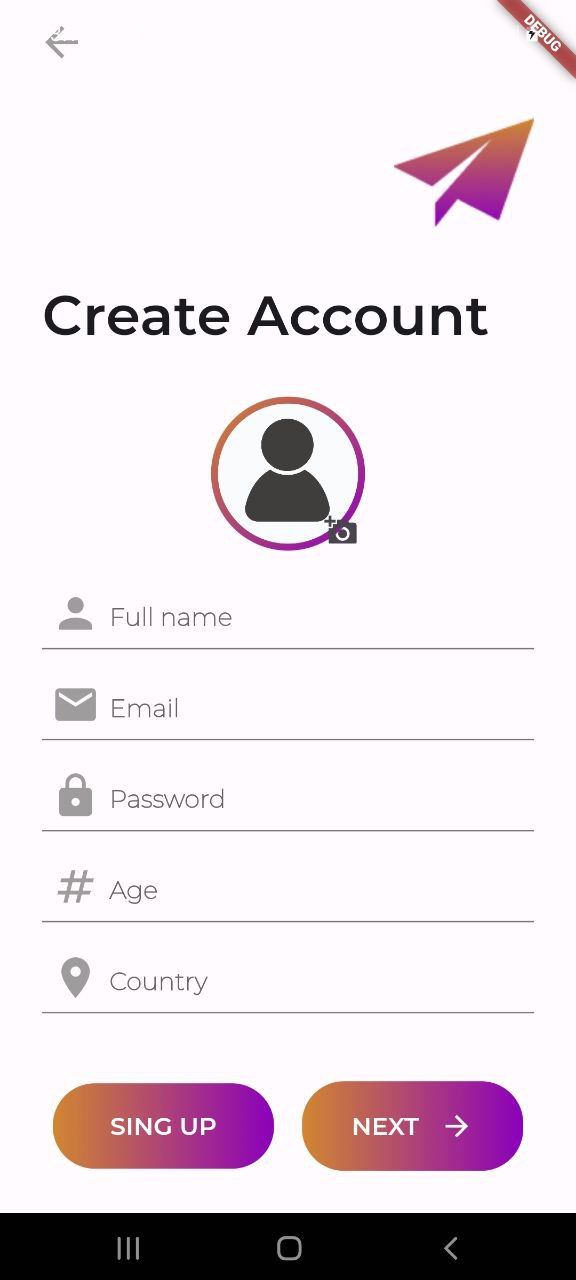 DEBUG
Create Account
Full name
Email
Password
# Age
Country
SING UP
NEXT →